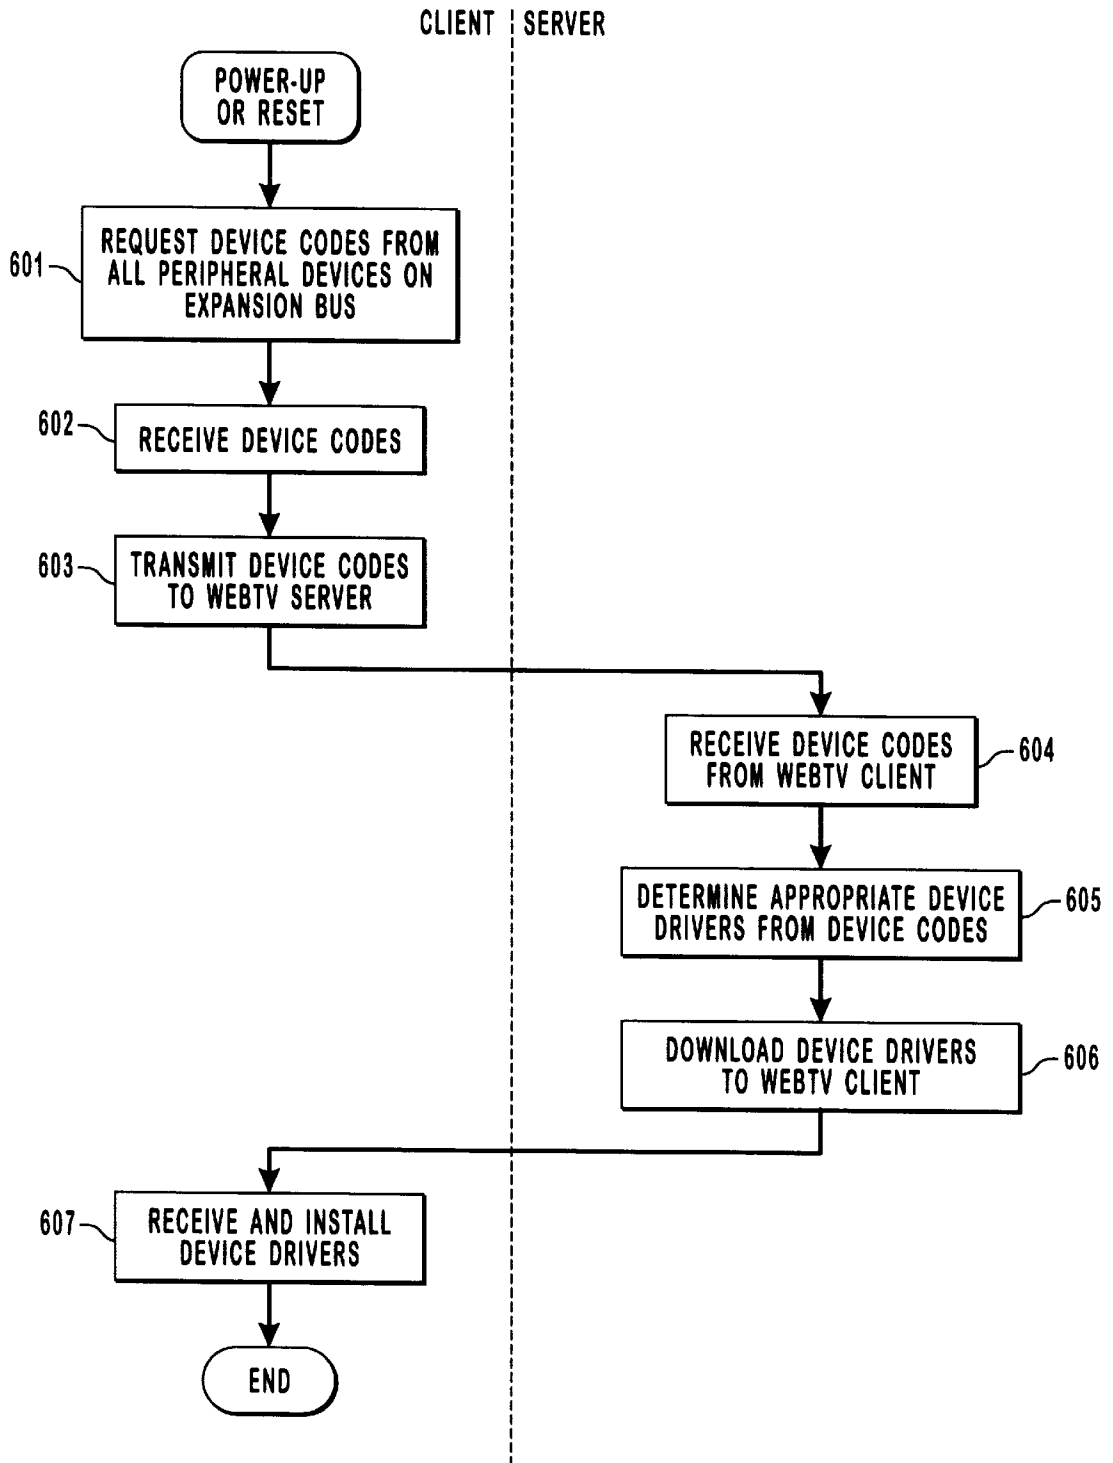 CLIENT SERVER
POWER-UP
OR RESET
601
REQUEST DEVICE CODES FROM
ALL PERIPHERAL DEVICES ON
EXPANSION BUS
602
RECEIVE DEVICE CODES
603
TRANSMIT DEVICE CODES
TO WEBTV SERVER
RECEIVE DEVICE CODES
FROM WEBTV CLIENT
604
DETERMINE APPROPRIATE DEVICE
DRIVERS FROM DEVICE CODES
605
DOWNLOAD DEVICE DRIVERS
TO WEBTV CLIENT
606
607
RECEIVE AND INSTALL
DEVICE DRIVERS
END